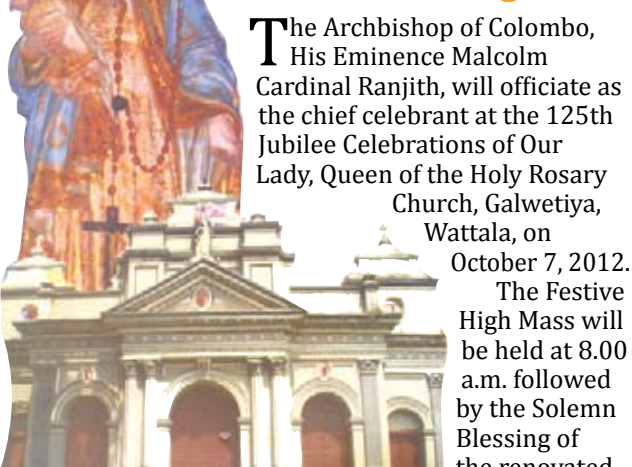 The Archbishop of Colombo,
His Eminence Malcolm
Cardinal Ranjith, will officiate as
the chief celebrant at the 125th
Jubilee Celebrations of Our
Lady, Queen of the Holy Rosary
Church, Galwetiya,
Wattala, on
October 7, 2012.
The Festive
High Mass will
be held at 8.00
a.m. followed
by the Solemn
Blessing of
the renovated